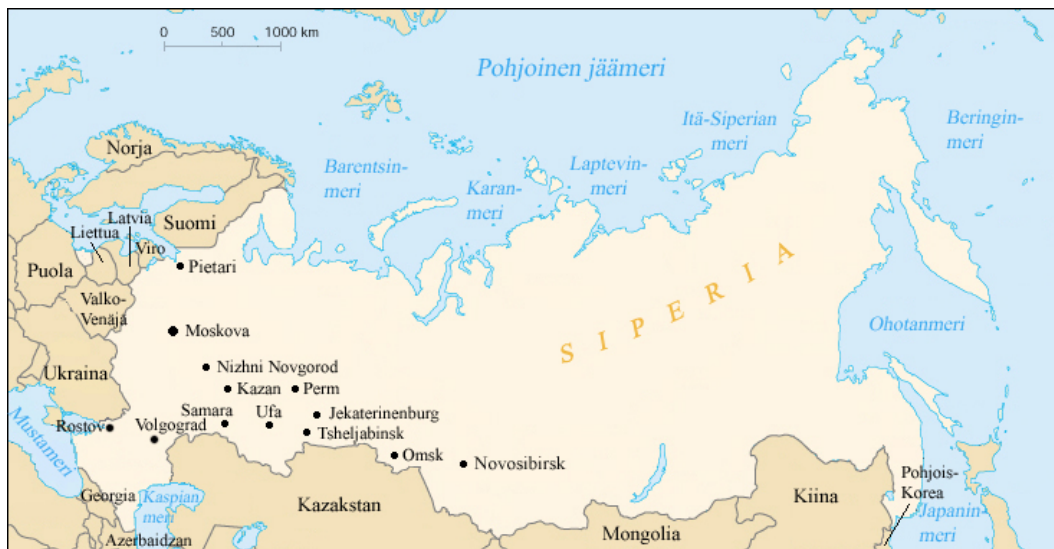 0 500 1000 km
Pohjoinen jäämeri
Itä-Siperian
meri
Beringin-
meri
Norja
Barentsin-
meri
Laptevin-
meri
Karan-
meri
Latvia
Suomi
Liettua
Viro
Puola
Pietari
SIPERIA
Valko-
Venäjä
Moskova
Ohotanmeri
Ukraina
Nizhni Novgorod
Kazan
Perm
Samara
Ufa
Jekaterinenburg
Mustameri
Rostov
Volgograd
Tsheljabinsk
Omsk
Novosibirsk
Pohjois-
Korea
Georgia
Kaspian
meri
Kazakstan
Kiina
Japanin-
meri
Mongolia
Azerbaidzan